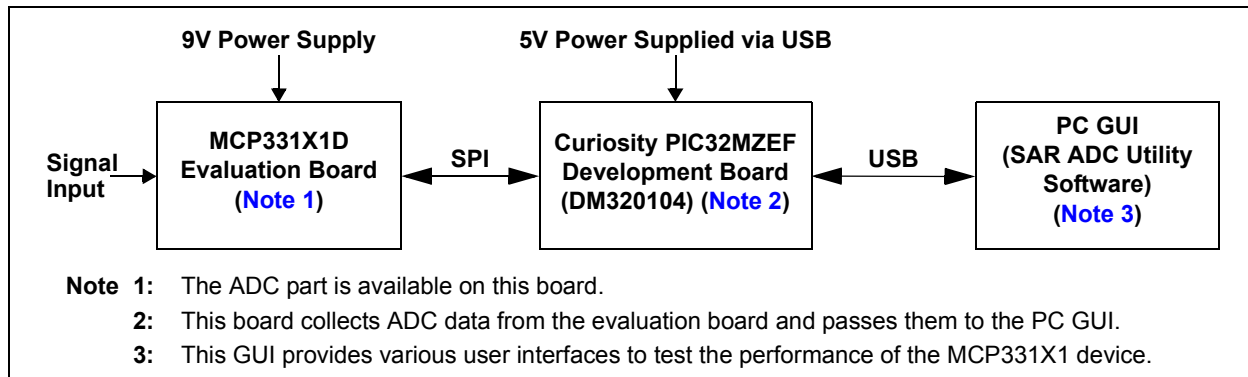 9V Power Supply
5V Power Supplied via USB
Signal
Input
MCP331X1D
Evaluation Board
(Note 1)
SPI
Curiosity PIC32MZEF
Development Board
(DM320104) (Note 2)
USB
PC GUI
(SAR ADC Utility
Software)
(Note 3)
Note 1: The ADC part is available on this board.
2: This board collects ADC data from the evaluation board and passes them to the PC GUI.
3: This GUI provides various user interfaces to test the performance of the MCP331X1 device.